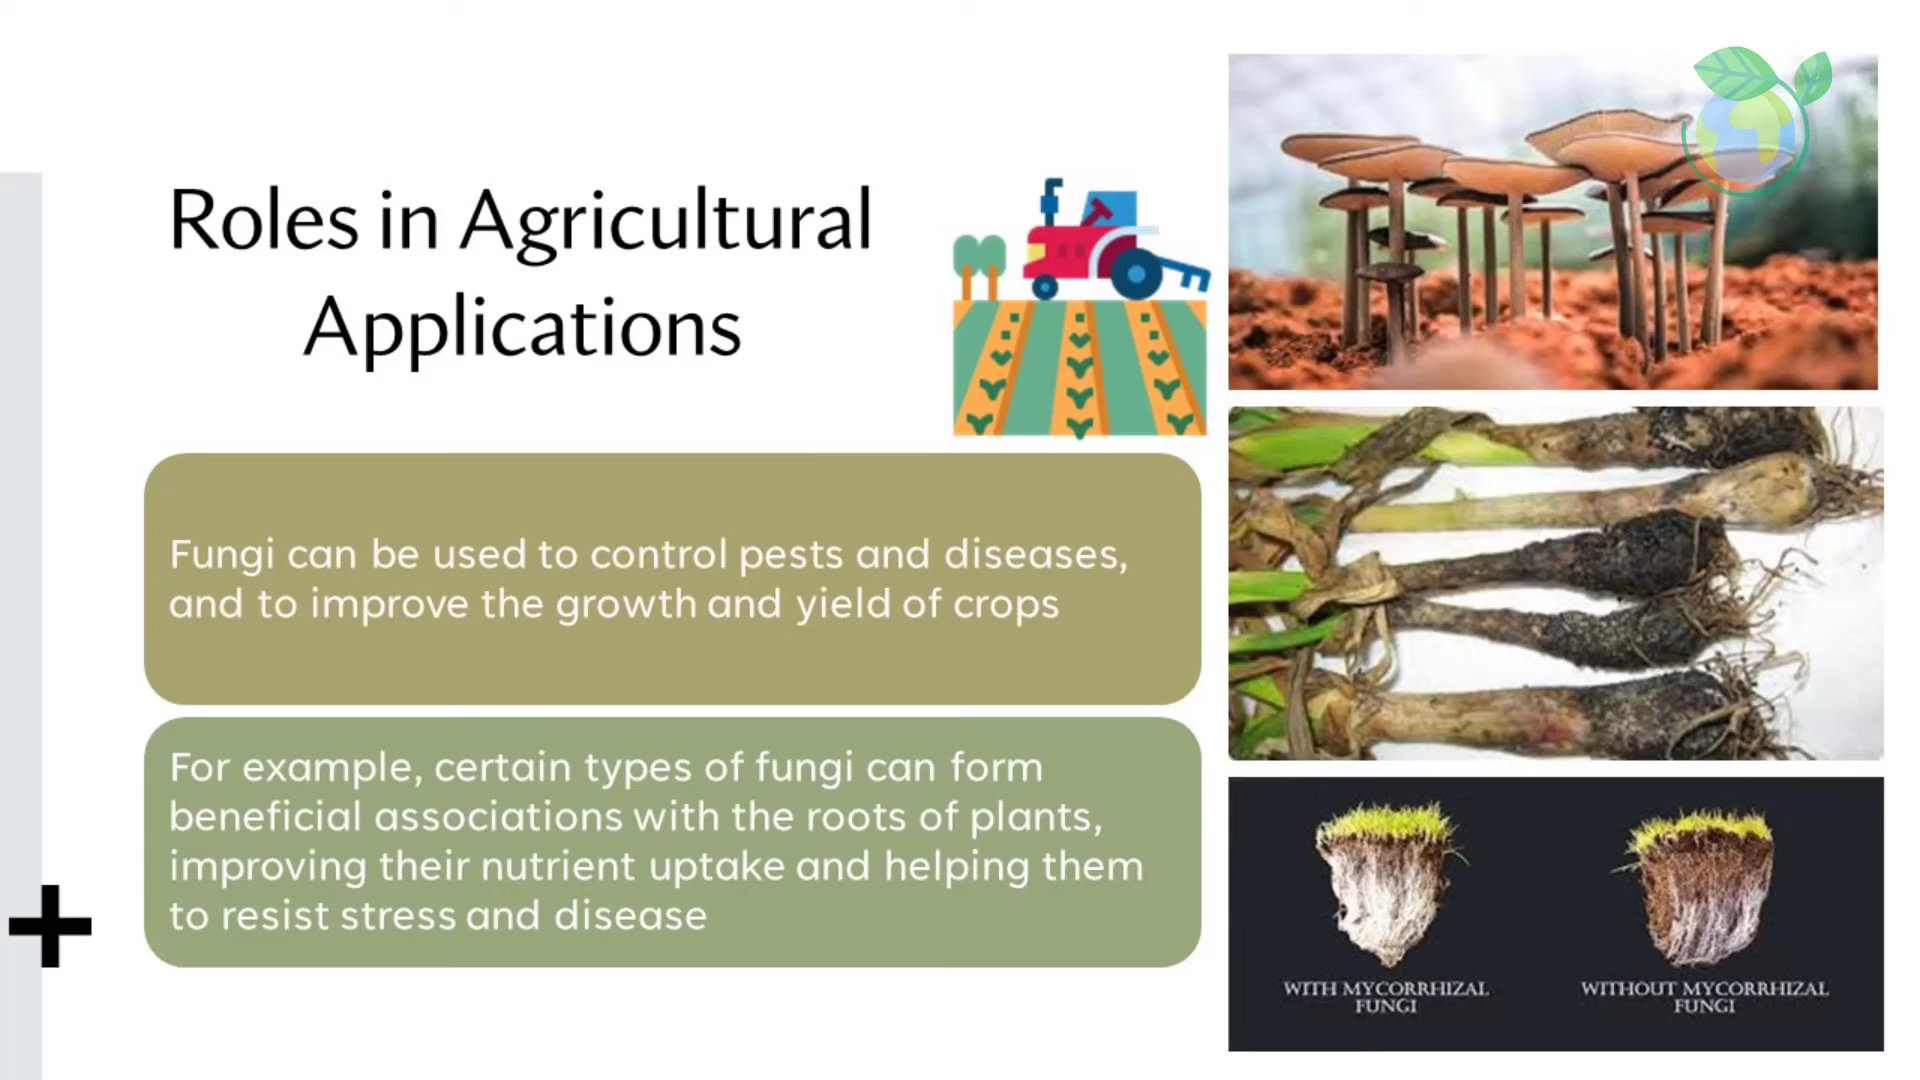 Roles in Agricultural
Applications
Fungi can be used to control pests and diseases,
and to improve the growth and yield of crops
For example, certain types of fungi can form
beneficial associations with the roots of plants,
improving their nutrient uptake and helping them
to resist stress and disease
WITH MYCORRHIZAL
FUNGI
WITHOUT MYCORRHIZAL
FUNGI